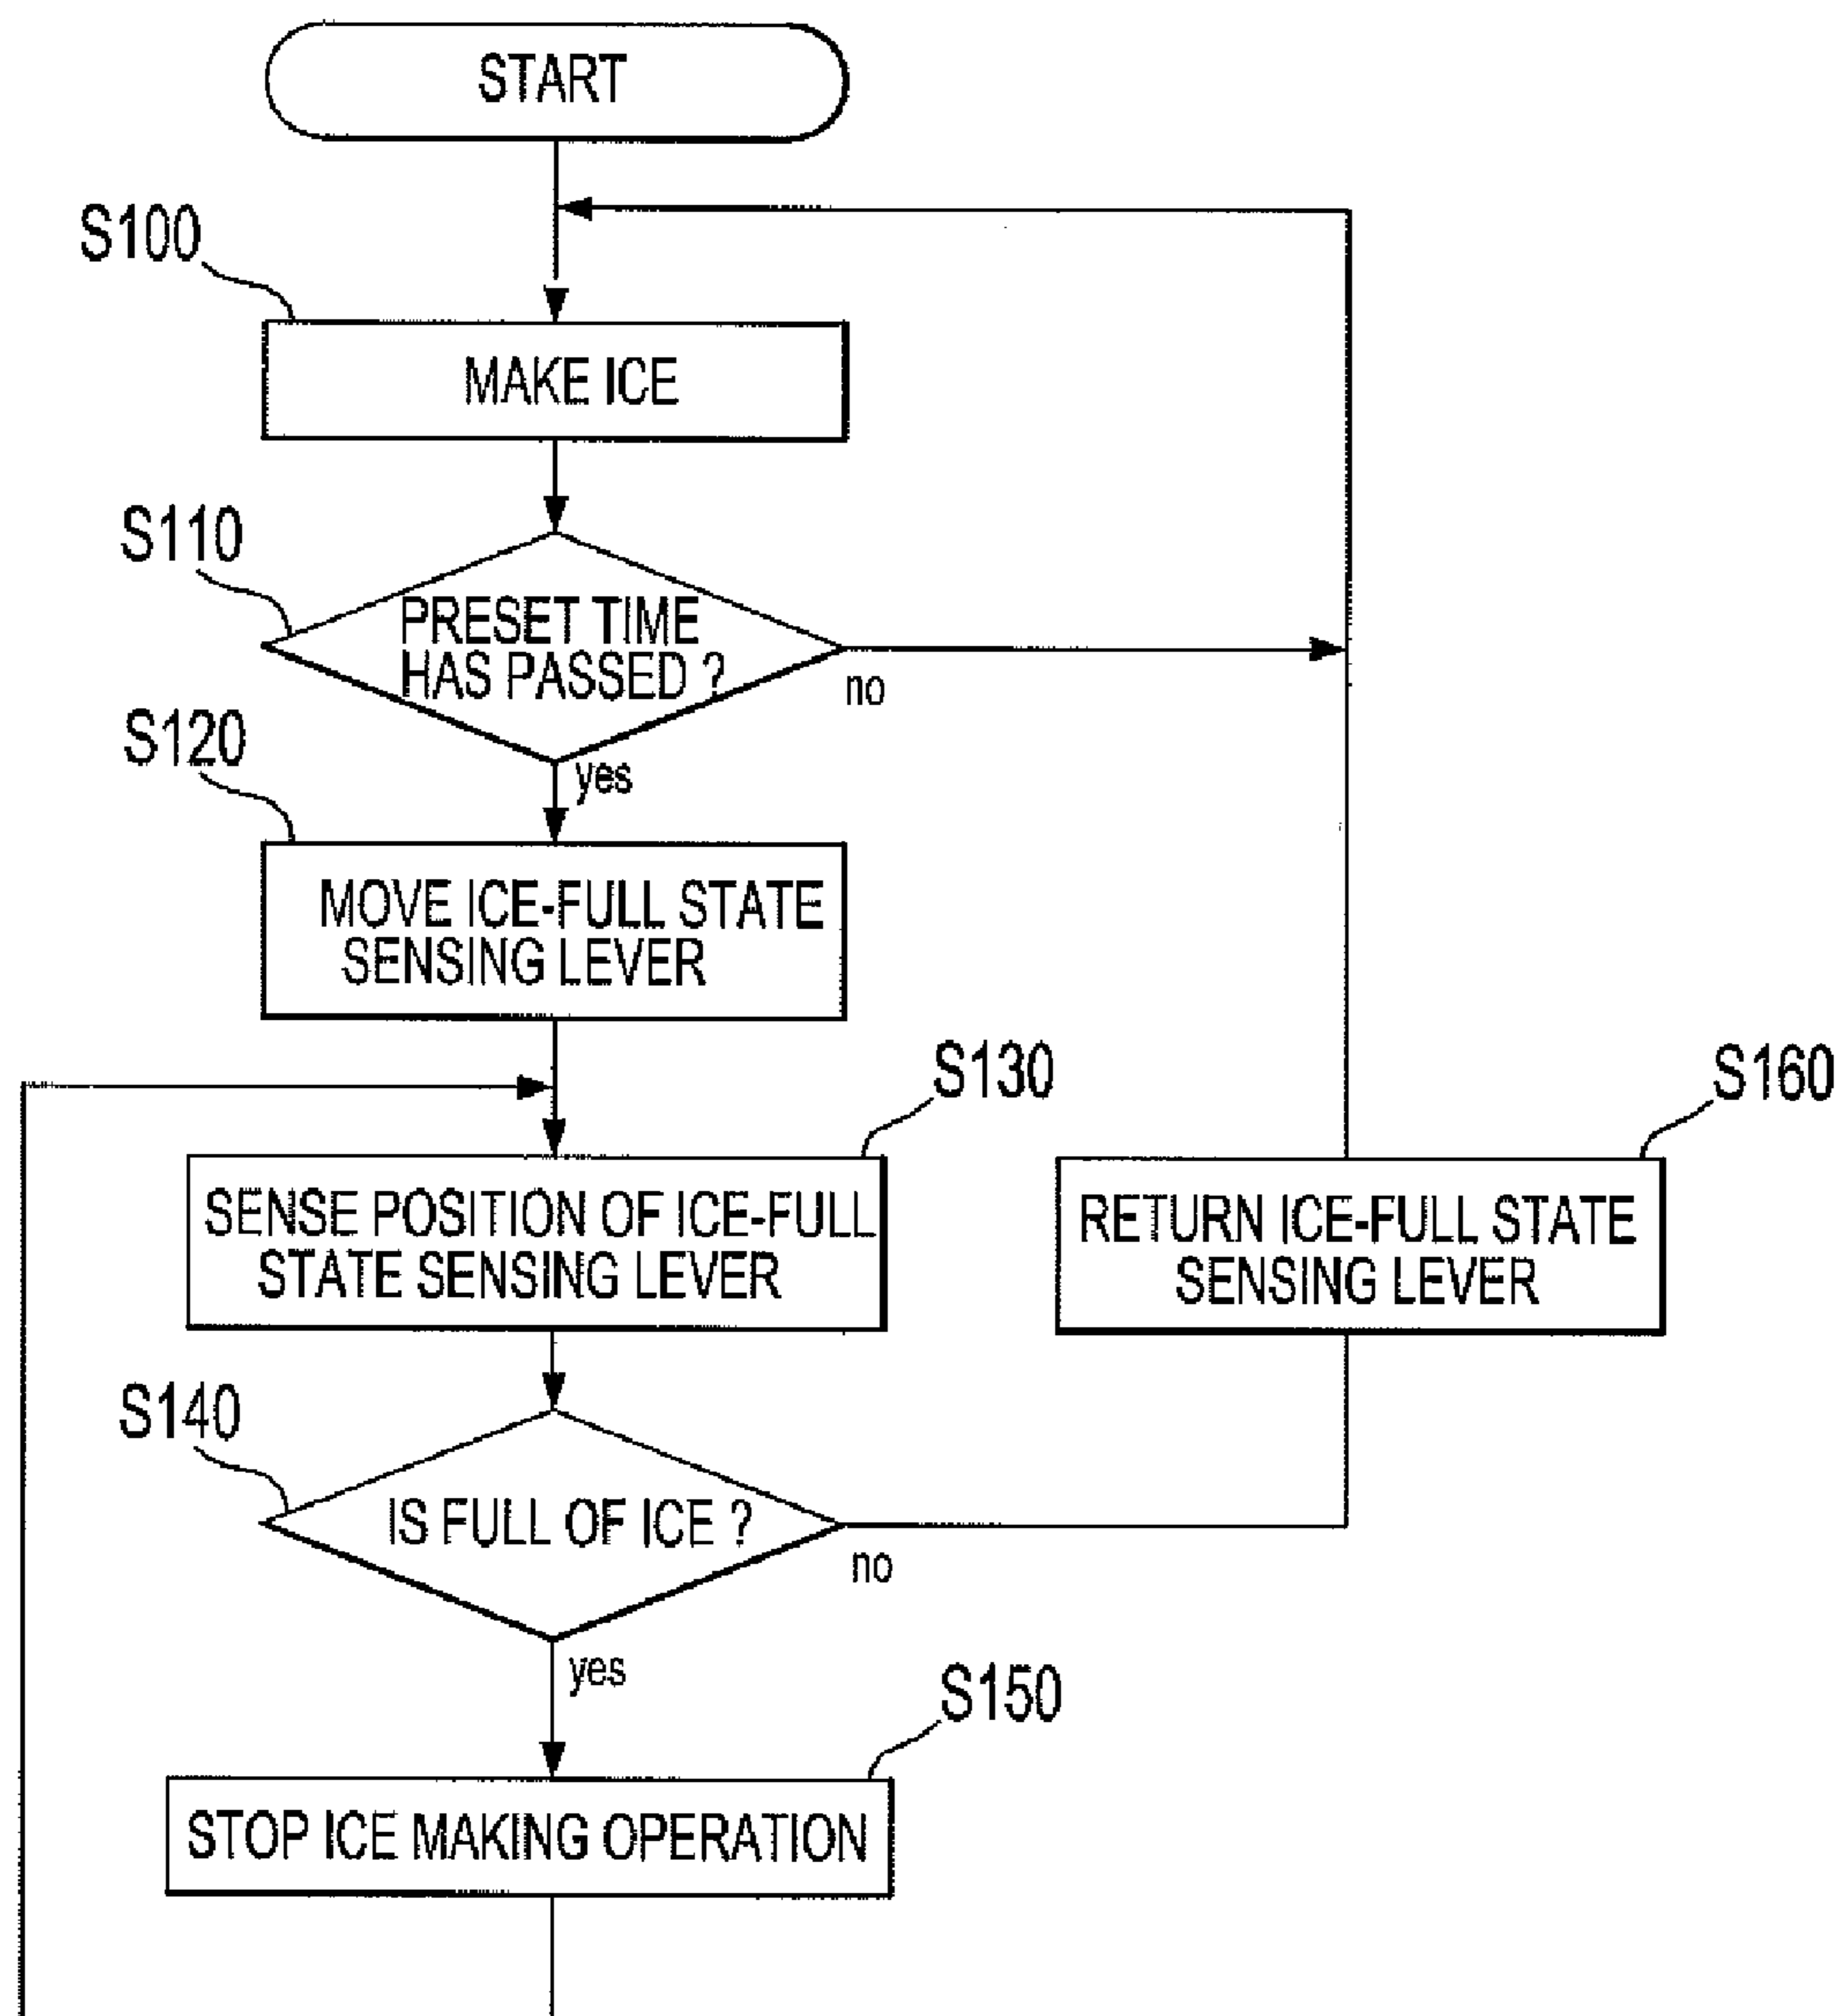 START
S100
MAKE ICE
S110
PRESET TIME
HAS PASSED ?
no
yes
S120
MOVE ICE-FULL STATE
SENSING LEVER
S130
SENSE POSITION OF ICE-FULL
STATE SENSING LEVER
S160
RETURN ICE-FULL STATE
SENSING LEVER
S140
IS FULL OF ICE ?
no
yes
S150
STOP ICE MAKING OPERATION